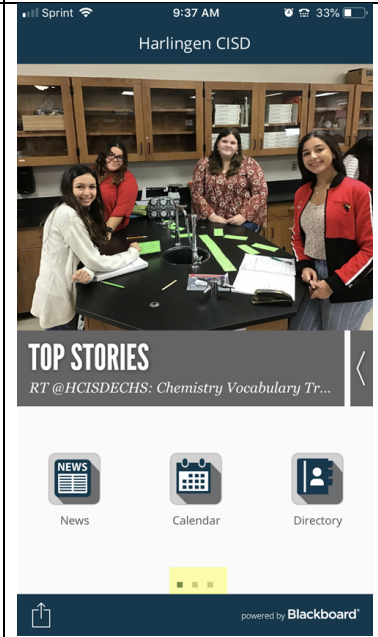 Sprint 9:37 AM 33%
Harlingen CISD
TOP STORIES
RT @HCISDECHS: Chemistry Vocabulary Tr...
NEWS
News Calendar Directory
powered by Blackboard